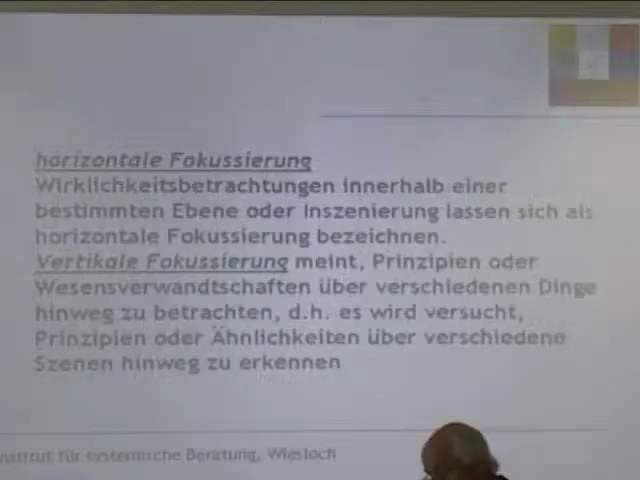 horizontale Fokussierung
Wirklichkeitsbetrachtungen innerhalb einer
bestimmten Ebene oder Inszenierung lassen sich als
horizontale Fokussierung bezeichnen.
Vertikale Fokussierung meint, Prinzipien oder
Wesensverwandtschaften über verschiedenen Dinge
hinweg zu betrachten, d.h. es wird versucht,
Prinzipien oder Ähnlichkeiten über verschiedene
Szenen hinweg zu erkennen
Institut für systemische Beratung, Wiesloch